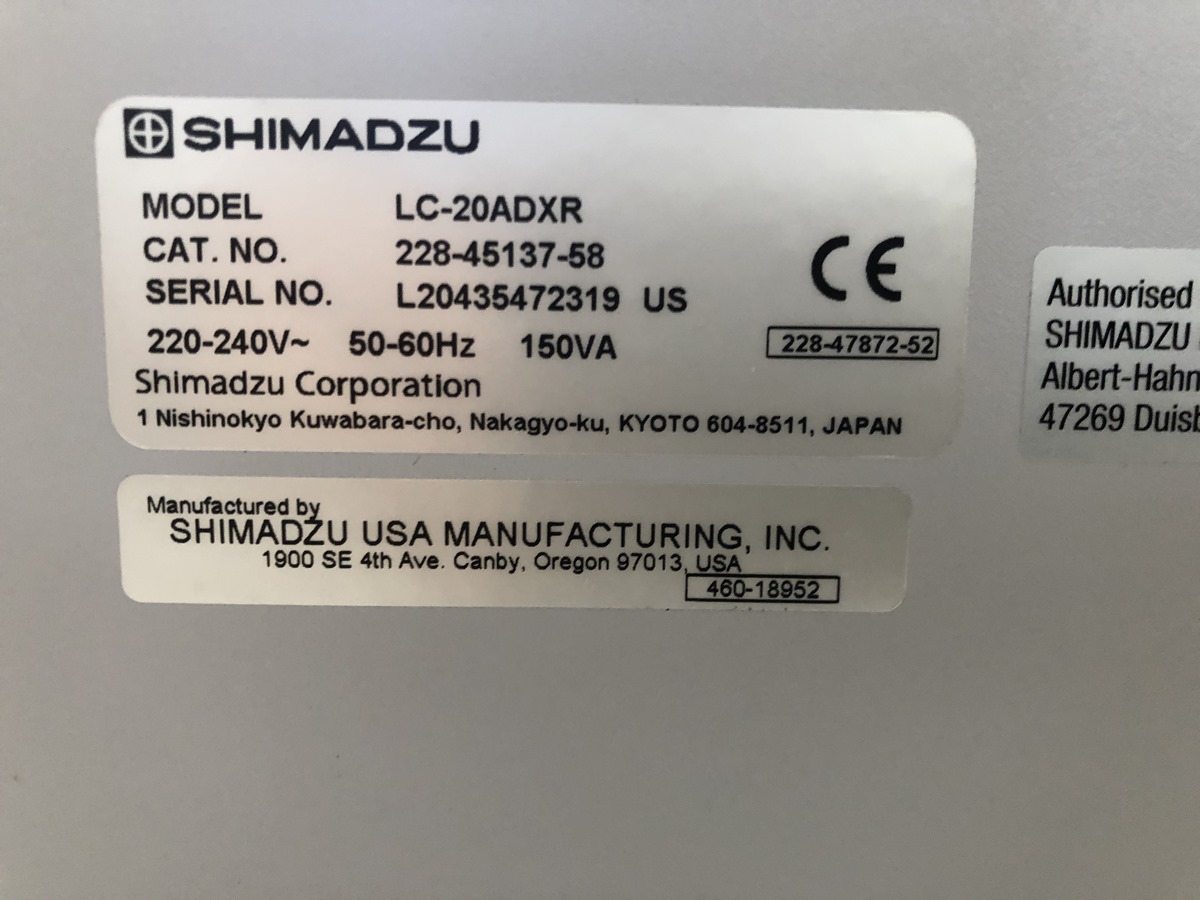 SHIMADZU
MODEL LC-20ADXR
CAT. NO. 228-45137-58
SERIAL NO. L20435472319 US
220-240V~ 50-60Hz 150VA
CE
228-47872-52
Shimadzu Corporation
1 Nishinokyo Kuwabara-cho, Nakagyo-ku, KYOTO 604-8511, JAPAN
Manufactured by
SHIMADZU USA MANUFACTURING, INC.
1900 SE 4th Ave. Canby, Oregon 97013, USA
460-18952
Authorised
SHIMADZU
Albert-Hahn
47269 Duisb